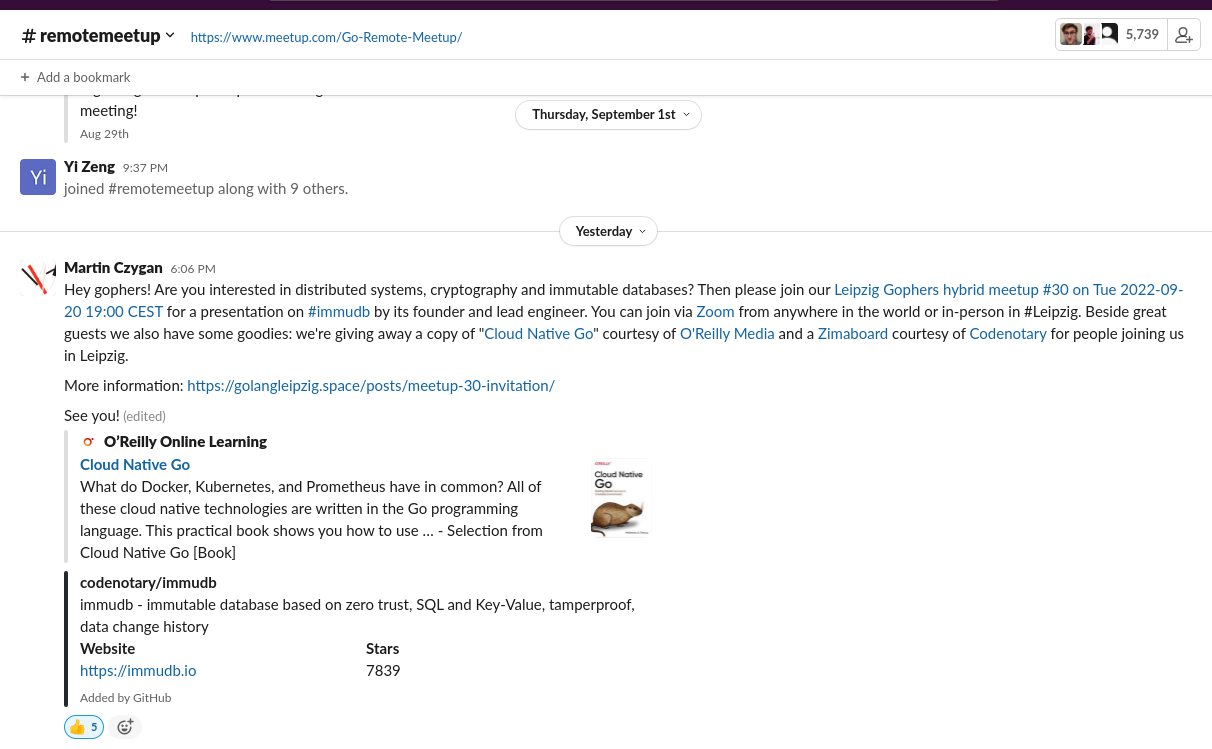 # remotemeetup https://www.meetup.com/Go-Remote-Meetup/ 5,739
+ Add a bookmark
meeting!
Thursday, September 1st
Aug 29th
Yi Yi Zeng 9:37 PM
joined #remotemeetup along with 9 others.
Yesterday
Martin Czygan 6:06 PM
Hey gophers! Are you interested in distributed systems, cryptography and immutable databases? Then please join our Leipzig Gophers hybrid meetup #30 on Tue 2022-09-
20 19:00 CEST for a presentation on #immudb by its founder and lead engineer. You can join via Zoom from anywhere in the world or in-person in #Leipzig. Beside great
guests we also have some goodies: we're giving away a copy of "Cloud Native Go" courtesy of O'Reilly Media and a Zimaboard courtesy of Codenotary for people joining us
in Leipzig.
More information: https://golangleipzig.space/posts/meetup-30-invitation/
See you! (edited)
O’Reilly Online Learning
Cloud Native Go
What do Docker, Kubernetes, and Prometheus have in common? All of
these cloud native technologies are written in the Go programming
language. This practical book shows you how to use ... - Selection from
Cloud Native Go [Book]
O'REILLY
Cloud Native
Go
codenotary/immudb
immudb - immutable database based on zero trust, SQL and Key-Value, tamperproof,
data change history
Website Stars
https://immudb.io 7839
Added by GitHub
5